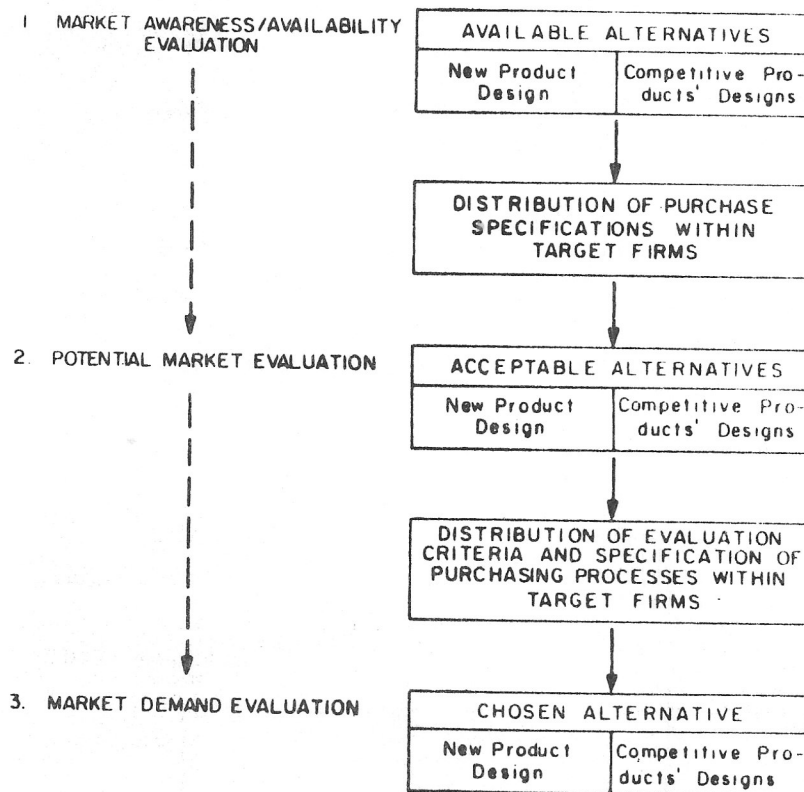 1 MARKET AWARENESS/AVAILABILITY
EVALUATION
AVAILABLE ALTERNATIVES
New Product
Design
Competitive Pro-
ducts' Designs
DISTRIBUTION OF PURCHASE
SPECIFICATIONS WITHIN
TARGET FIRMS
2. POTENTIAL MARKET EVALUATION
ACCEPTABLE ALTERNATIVES
New Product
Design
Competitive Pro-
ducts' Designs
DISTRIBUTION OF EVALUATION
CRITERIA AND SPECIFICATION OF
PURCHASING PROCESSES WITHIN
TARGET FIRMS
3. MARKET DEMAND EVALUATION
CHOSEN ALTERNATIVE
New Product
Design
Competitive Pro-
ducts' Designs